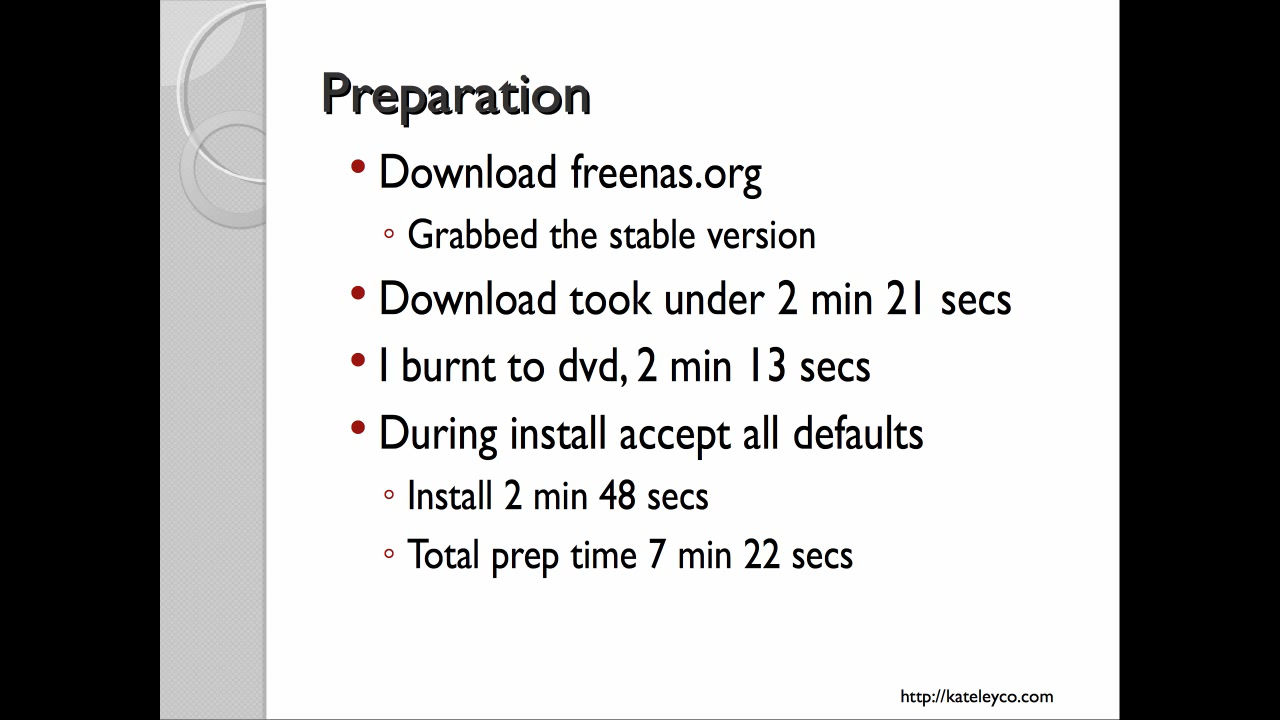 Preparation
• Download freenas.org
◦ Grabbed the stable version
• Download took under 2 min 21 secs
• I burnt to dvd, 2 min 13 secs
• During install accept all defaults
◦ Install 2 min 48 secs
◦ Total prep time 7 min 22 secs
http://kateleyco.com